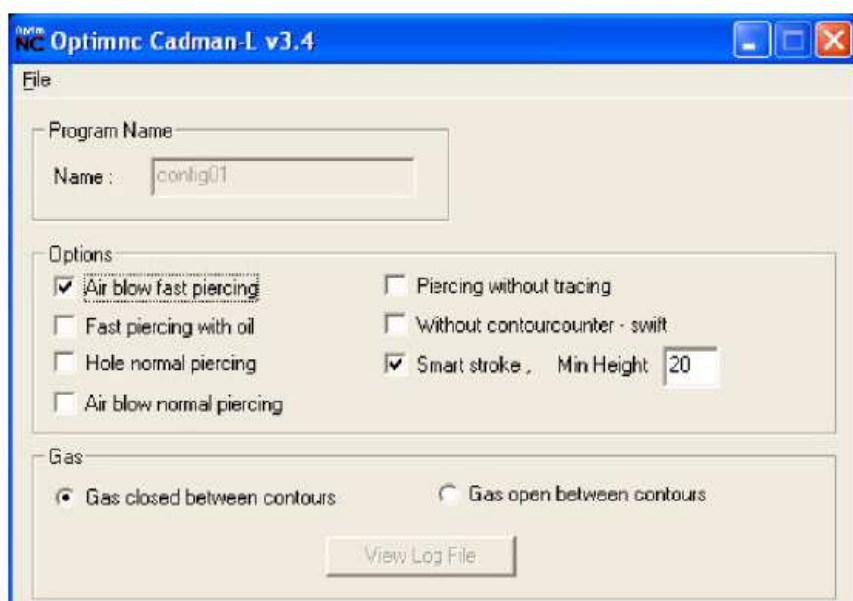 Optimnc Cadman-L v3.4
File
Program Name
Name : config01
Options
Air blow fast piercing
Piercing without tracing
Fast piercing with oil
Without contourcounter - swift
Hole normal piercing
Smart stroke , Min Height 20
Air blow normal piercing
Gas
Gas closed between contours
Gas open between contours
View Log File